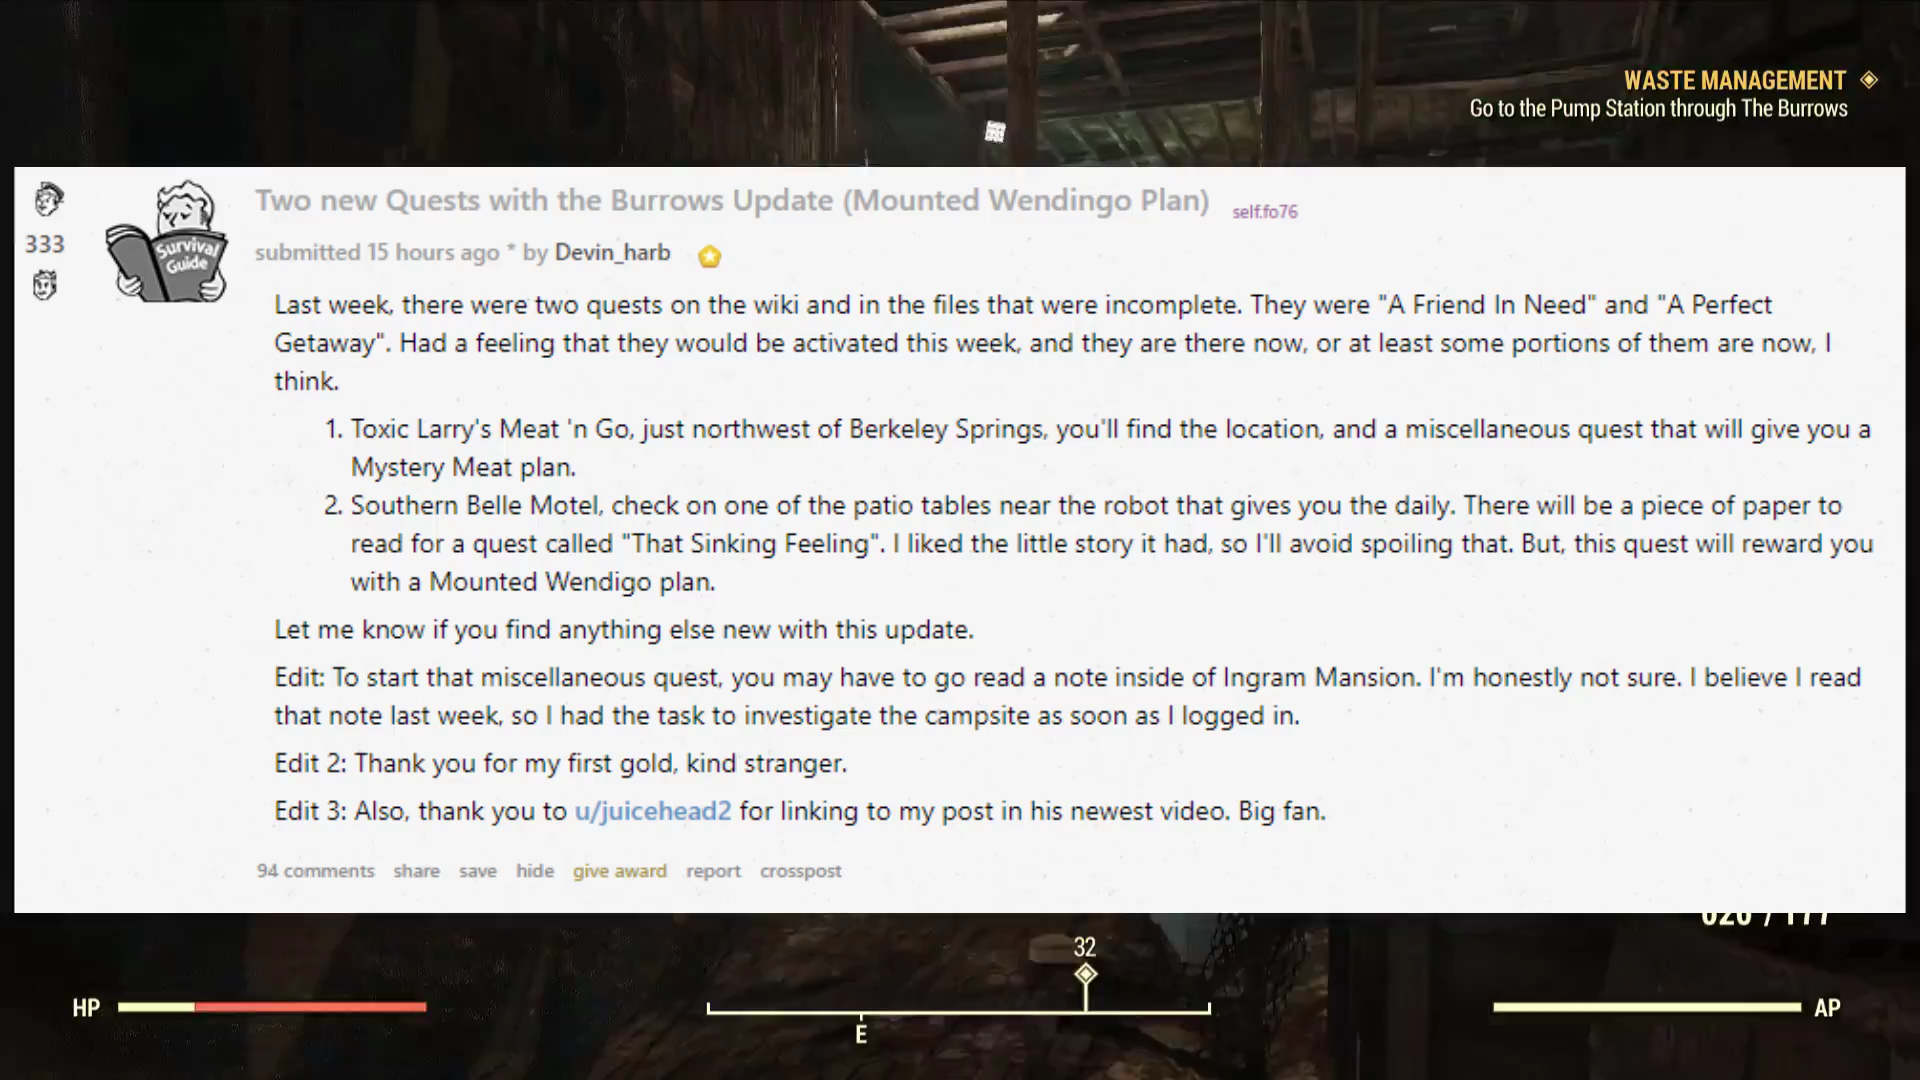 WASTE MANAGEMENT
Go to the Pump Station through The Burrows
Two new Quests with the Burrows Update (Mounted Wendingo Plan) self.fo76
333
Survival
Guide
submitted 15 hours ago * by Devin_harb
Last week, there were two quests on the wiki and in the files that were incomplete. They were "A Friend In Need" and "A Perfect
Getaway". Had a feeling that they would be activated this week, and they are there now, or at least some portions of them are now, I
think.
1. Toxic Larry's Meat 'n Go, just northwest of Berkeley Springs, you'll find the location, and a miscellaneous quest that will give you a
Mystery Meat plan.
2. Southern Belle Motel, check on one of the patio tables near the robot that gives you the daily. There will be a piece of paper to
read for a quest called "That Sinking Feeling". I liked the little story it had, so I'll avoid spoiling that. But, this quest will reward you
with a Mounted Wendigo plan.
Let me know if you find anything else new with this update.
Edit: To start that miscellaneous quest, you may have to go read a note inside of Ingram Mansion. I'm honestly not sure. I believe I read
that note last week, so I had the task to investigate the campsite as soon as I logged in.
Edit 2: Thank you for my first gold, kind stranger.
Edit 3: Also, thank you to u/juicehead2 for linking to my post in his newest video. Big fan.
94 comments share save hide give award report crosspost
32
HP
E
AP